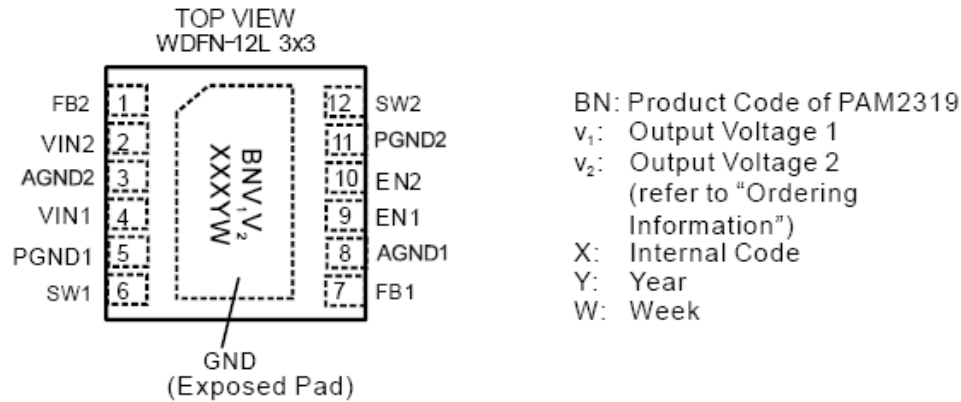 TOP VIEW
WDFN-12L 3x3
FB2 1
VIN2 2
AGND2 3
VIN1 4
PGND1 5
SW1 6
12 SW2
11 PGND2
10 EN2
9 EN1
8 AGND1
7 FB1
BNV₁V₂
XXXYW
GND
(Exposed Pad)
BN: Product Code of PAM2319
v₁: Output Voltage 1
v₂: Output Voltage 2
(refer to “Ordering
Information”)
X: Internal Code
Y: Year
W: Week